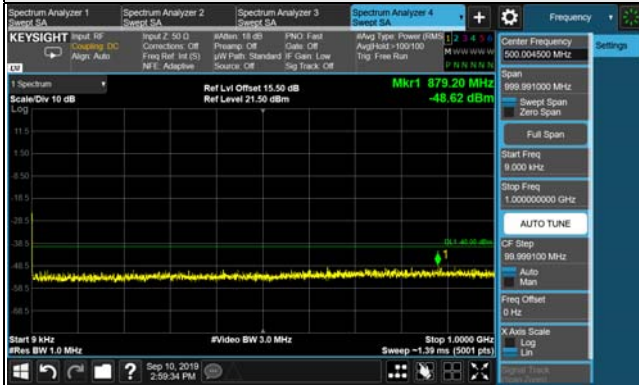 Spectrum Analyzer 1
Swept SA
Spectrum Analyzer 2
Swept SA
Spectrum Analyzer 3
Swept SA
Spectrum Analyzer 4
Swept SA
+
Frequency
KEYSIGHT
Input: RF
Coupling: DC
Align: Auto
Input Z: 50 Ω
Corrections: Off
Freq Ref: Int (S)
NFE: Adaptive
#Atten: 18 dB
Preamp: Off
µW Path: Standard
Source: Off
PNO: Fast
Gate: Off
IF Gain: Low
Sig Track: Off
#Avg Type: Power (RMS)
Avg|Hold:>100/100
Trig: Free Run
1 2 3 4 5 6
M W W W W W
P N N N N N
1 Spectrum
Scale/Div 10 dB
Log
Ref Lvl Offset 15.50 dB
Ref Level 21.50 dBm
Mkr1 879.20 MHz
-48.62 dBm
11.5
1.50
-8.50
-18.5
-28.5
-38.5
-48.5
-58.5
-68.5
DL1 -40.00 dBm
1
Start 9 kHz
#Res BW 1.0 MHz
#Video BW 3.0 MHz
Stop 1.0000 GHz
Sweep ~1.39 ms (5001 pts)
Sep 10, 2019
2:59:34 PM
Center Frequency
500.004500 MHz
Settings
Span
999.991000 MHz
Swept Span
Zero Span
Full Span
Start Freq
9.000 kHz
Stop Freq
1.000000000 GHz
AUTO TUNE
CF Step
99.999100 MHz
Auto
Man
Freq Offset
0 Hz
X Axis Scale
Log
Lin
Signal Track
(Span Zoom)